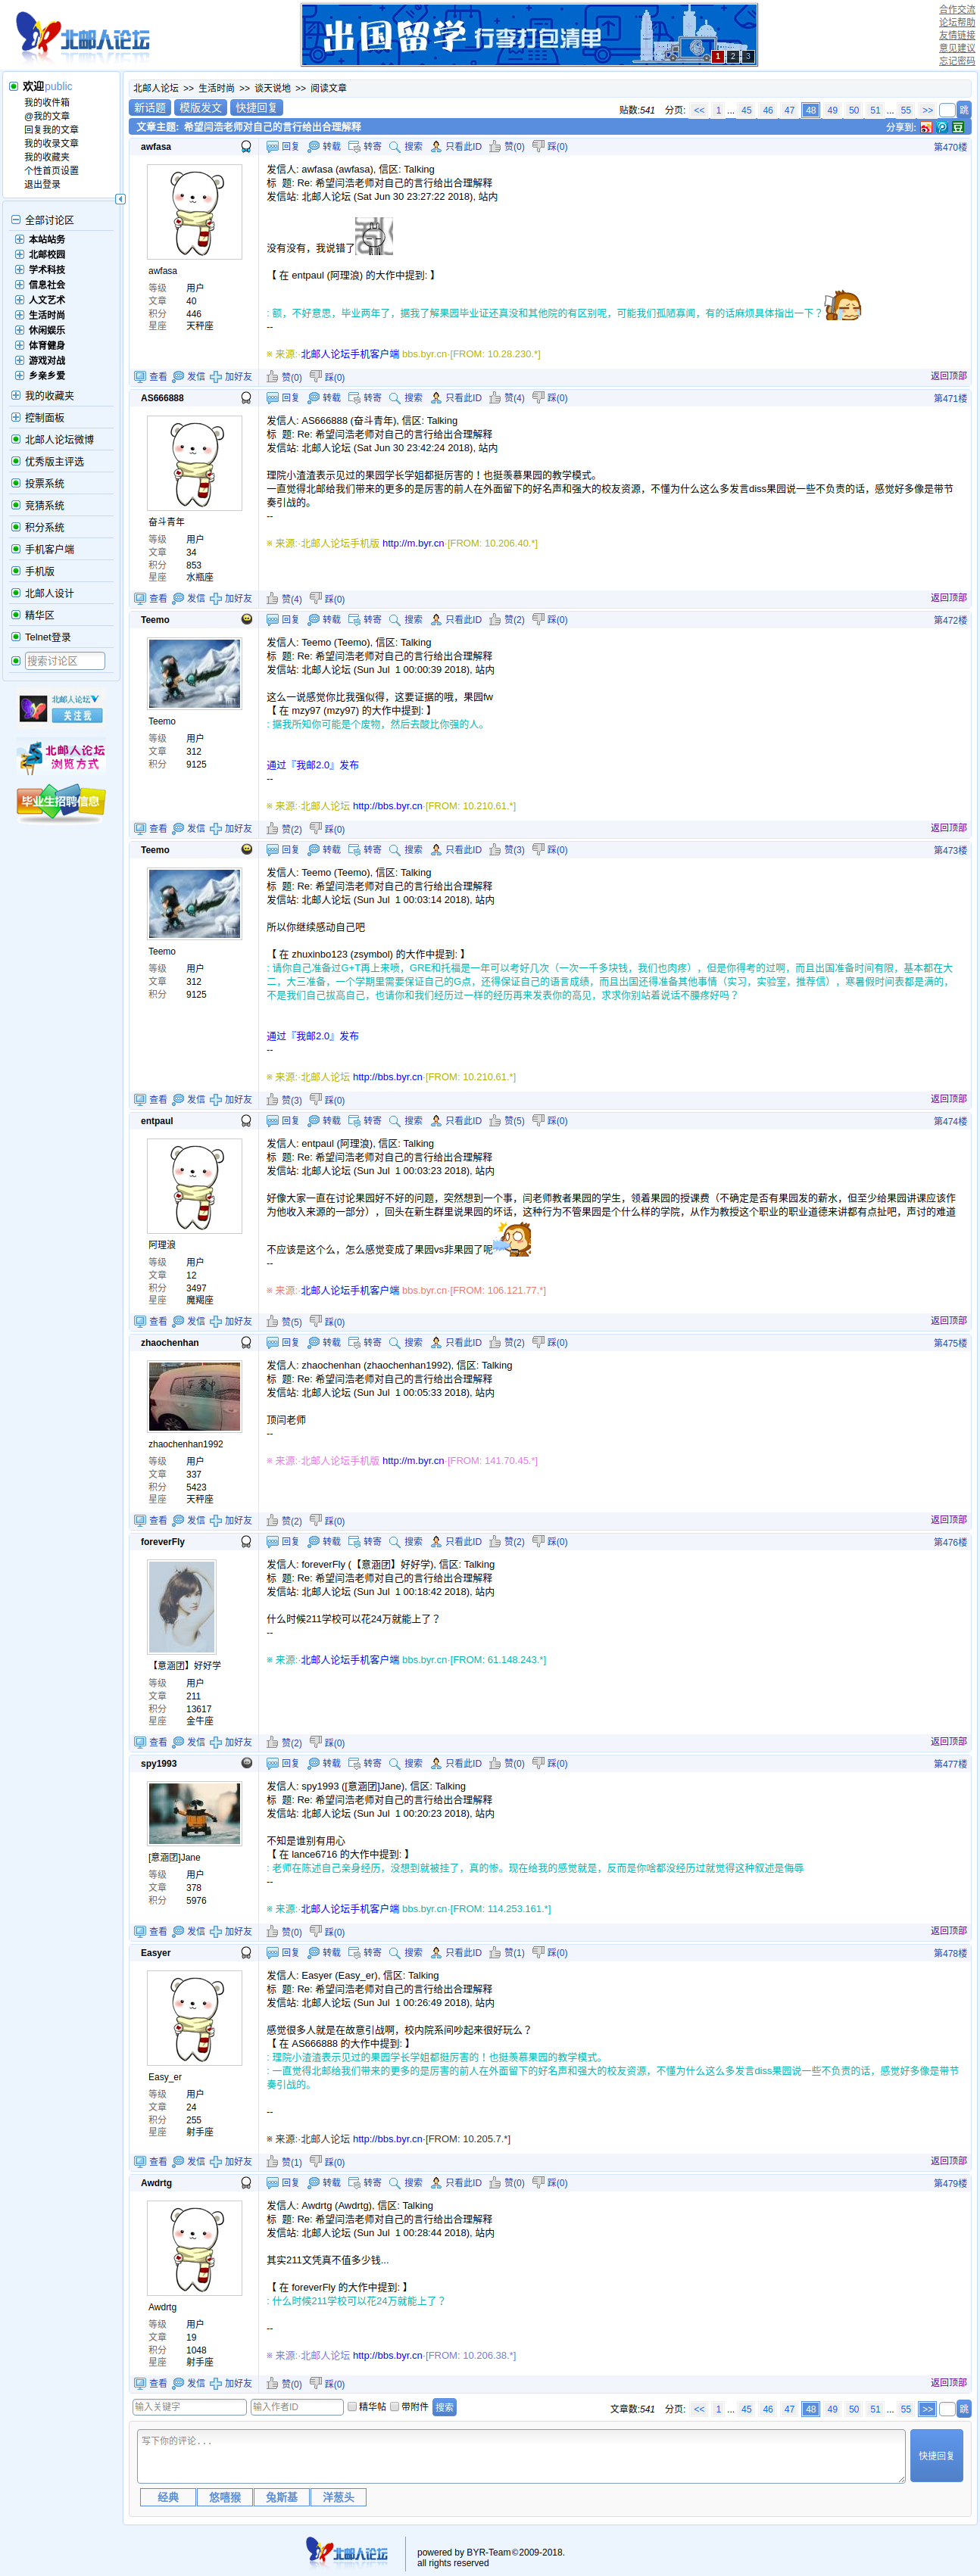 北邮人论坛
出国留学 行李打包清单
1 2 3
合作交流
论坛帮助
友情链接
意见建议
忘记密码
欢迎public
我的收件箱
@我的文章
回复我的文章
我的收录文章
我的收藏夹
个性首页设置
退出登录
全部讨论区
本站站务
北邮校园
学术科技
信息社会
人文艺术
生活时尚
休闲娱乐
体育健身
游戏对战
乡亲乡爱
我的收藏夹
控制面板
北邮人论坛微博
优秀版主评选
投票系统
竞猜系统
积分系统
手机客户端
手机版
北邮人设计
精华区
Telnet登录
搜索讨论区
北邮人论坛
关注我
北邮人论坛
浏览方式
毕业生招聘信息
北邮人论坛 >> 生活时尚 >> 谈天说地 >> 阅读文章
新话题 模版发文 快捷回复
贴数:541 分页: << 1 ... 45 46 47 48 49 50 51 ... 55 >> 跳
文章主题: 希望闫浩老师对自己的言行给出合理解释
分享到:
awfasa
回复 转载 转寄 搜索 只看此ID 赞(0) 踩(0)
第470楼
awfasa
等级 用户
文章 40
积分 446
星座 天秤座
发信人: awfasa (awfasa), 信区: Talking
标 题: Re: 希望闫浩老师对自己的言行给出合理解释
发信站: 北邮人论坛 (Sat Jun 30 23:27:22 2018), 站内
没有没有，我说错了
【 在 entpaul (阿理浪) 的大作中提到: 】
: 额，不好意思，毕业两年了，据我了解果园毕业证还真没和其他院的有区别呢，可能我们孤陋寡闻，有的话麻烦具体指出一下？
--
※ 来源:·北邮人论坛手机客户端 bbs.byr.cn·[FROM: 10.28.230.*]
查看 发信 加好友
赞(0) 踩(0)
返回顶部
AS666888
回复 转载 转寄 搜索 只看此ID 赞(4) 踩(0)
第471楼
奋斗青年
等级 用户
文章 34
积分 853
星座 水瓶座
发信人: AS666888 (奋斗青年), 信区: Talking
标 题: Re: 希望闫浩老师对自己的言行给出合理解释
发信站: 北邮人论坛 (Sat Jun 30 23:42:24 2018), 站内
理院小渣渣表示见过的果园学长学姐都挺厉害的！也挺羡慕果园的教学模式。
一直觉得北邮给我们带来的更多的是厉害的前人在外面留下的好名声和强大的校友资源，不懂为什么这么多发言diss果园说一些不负责的话，感觉好多像是带节
奏引战的。
--
※ 来源:·北邮人论坛手机版 http://m.byr.cn·[FROM: 10.206.40.*]
查看 发信 加好友
赞(4) 踩(0)
返回顶部
Teemo
回复 转载 转寄 搜索 只看此ID 赞(2) 踩(0)
第472楼
Teemo
等级 用户
文章 312
积分 9125
发信人: Teemo (Teemo), 信区: Talking
标 题: Re: 希望闫浩老师对自己的言行给出合理解释
发信站: 北邮人论坛 (Sun Jul 1 00:00:39 2018), 站内
这么一说感觉你比我强似得，这要证据的哦，果园fw
【 在 mzy97 (mzy97) 的大作中提到: 】
: 据我所知你可能是个废物，然后去酸比你强的人。
通过『我邮2.0』发布
--
※ 来源:·北邮人论坛 http://bbs.byr.cn·[FROM: 10.210.61.*]
查看 发信 加好友
赞(2) 踩(0)
返回顶部
Teemo
回复 转载 转寄 搜索 只看此ID 赞(3) 踩(0)
第473楼
Teemo
等级 用户
文章 312
积分 9125
发信人: Teemo (Teemo), 信区: Talking
标 题: Re: 希望闫浩老师对自己的言行给出合理解释
发信站: 北邮人论坛 (Sun Jul 1 00:03:14 2018), 站内
所以你继续感动自己吧
【 在 zhuxinbo123 (zsymbol) 的大作中提到: 】
: 请你自己准备过G+T再上来喷，GRE和托福是一年可以考好几次（一次一千多块钱，我们也肉疼），但是你得考的过啊，而且出国准备时间有限，基本都在大
二，大三准备，一个学期里需要保证自己的G点，还得保证自己的语言成绩，而且出国还得准备其他事情（实习，实验室，推荐信），寒暑假时间表都是满的，
不是我们自己拔高自己，也请你和我们经历过一样的经历再来发表你的高见，求求你别站着说话不腰疼好吗？
通过『我邮2.0』发布
--
※ 来源:·北邮人论坛 http://bbs.byr.cn·[FROM: 10.210.61.*]
查看 发信 加好友
赞(3) 踩(0)
返回顶部
entpaul
回复 转载 转寄 搜索 只看此ID 赞(5) 踩(0)
第474楼
阿理浪
等级 用户
文章 12
积分 3497
星座 魔羯座
发信人: entpaul (阿理浪), 信区: Talking
标 题: Re: 希望闫浩老师对自己的言行给出合理解释
发信站: 北邮人论坛 (Sun Jul 1 00:03:23 2018), 站内
好像大家一直在讨论果园好不好的问题，突然想到一个事，闫老师教者果园的学生，领着果园的授课费（不确定是否有果园发的薪水，但至少给果园讲课应该作
为他收入来源的一部分），回头在新生群里说果园的坏话，这种行为不管果园是个什么样的学院，从作为教授这个职业的职业道德来讲都有点扯吧，声讨的难道
不应该是这个么，怎么感觉变成了果园vs非果园了呢
--
※ 来源:·北邮人论坛手机客户端 bbs.byr.cn·[FROM: 106.121.77.*]
查看 发信 加好友
赞(5) 踩(0)
返回顶部
zhaochenhan
回复 转载 转寄 搜索 只看此ID 赞(2) 踩(0)
第475楼
zhaochenhan1992
等级 用户
文章 337
积分 5423
星座 天秤座
发信人: zhaochenhan (zhaochenhan1992), 信区: Talking
标 题: Re: 希望闫浩老师对自己的言行给出合理解释
发信站: 北邮人论坛 (Sun Jul 1 00:05:33 2018), 站内
顶闫老师
--
※ 来源:·北邮人论坛手机版 http://m.byr.cn·[FROM: 141.70.45.*]
查看 发信 加好友
赞(2) 踩(0)
返回顶部
foreverFly
回复 转载 转寄 搜索 只看此ID 赞(2) 踩(0)
第476楼
【意涵团】好好学
等级 用户
文章 211
积分 13617
星座 金牛座
发信人: foreverFly (【意涵团】好好学), 信区: Talking
标 题: Re: 希望闫浩老师对自己的言行给出合理解释
发信站: 北邮人论坛 (Sun Jul 1 00:18:42 2018), 站内
什么时候211学校可以花24万就能上了？
--
※ 来源:·北邮人论坛手机客户端 bbs.byr.cn·[FROM: 61.148.243.*]
查看 发信 加好友
赞(2) 踩(0)
返回顶部
spy1993
回复 转载 转寄 搜索 只看此ID 赞(0) 踩(0)
第477楼
[意涵团]Jane
等级 用户
文章 378
积分 5976
发信人: spy1993 ([意涵团]Jane), 信区: Talking
标 题: Re: 希望闫浩老师对自己的言行给出合理解释
发信站: 北邮人论坛 (Sun Jul 1 00:20:23 2018), 站内
不知是谁别有用心
【 在 lance6716 的大作中提到: 】
: 老师在陈述自己亲身经历，没想到就被挂了，真的惨。现在给我的感觉就是，反而是你啥都没经历过就觉得这种叙述是侮辱
--
※ 来源:·北邮人论坛手机客户端 bbs.byr.cn·[FROM: 114.253.161.*]
查看 发信 加好友
赞(0) 踩(0)
返回顶部
Easyer
回复 转载 转寄 搜索 只看此ID 赞(1) 踩(0)
第478楼
Easy_er
等级 用户
文章 24
积分 255
星座 射手座
发信人: Easyer (Easy_er), 信区: Talking
标 题: Re: 希望闫浩老师对自己的言行给出合理解释
发信站: 北邮人论坛 (Sun Jul 1 00:26:49 2018), 站内
感觉很多人就是在故意引战啊，校内院系间吵起来很好玩么？
【 在 AS666888 的大作中提到: 】
: 理院小渣渣表示见过的果园学长学姐都挺厉害的！也挺羡慕果园的教学模式。
: 一直觉得北邮给我们带来的更多的是厉害的前人在外面留下的好名声和强大的校友资源，不懂为什么这么多发言diss果园说一些不负责的话，感觉好多像是带节
奏引战的。
--
※ 来源:·北邮人论坛 http://bbs.byr.cn·[FROM: 10.205.7.*]
查看 发信 加好友
赞(1) 踩(0)
返回顶部
Awdrtg
回复 转载 转寄 搜索 只看此ID 赞(0) 踩(0)
第479楼
Awdrtg
等级 用户
文章 19
积分 1048
星座 射手座
发信人: Awdrtg (Awdrtg), 信区: Talking
标 题: Re: 希望闫浩老师对自己的言行给出合理解释
发信站: 北邮人论坛 (Sun Jul 1 00:28:44 2018), 站内
其实211文凭真不值多少钱...
【 在 foreverFly 的大作中提到: 】
: 什么时候211学校可以花24万就能上了？
--
※ 来源:·北邮人论坛 http://bbs.byr.cn·[FROM: 10.206.38.*]
查看 发信 加好友
赞(0) 踩(0)
返回顶部
输入关键字 输入作者ID 精华帖 带附件 搜索
文章数:541 分页: << 1 ... 45 46 47 48 49 50 51 ... 55 >> 跳
写下你的评论...
快捷回复
经典 悠嘻猴 兔斯基 洋葱头
北邮人论坛
powered by BYR-Team©2009-2018.
all rights reserved